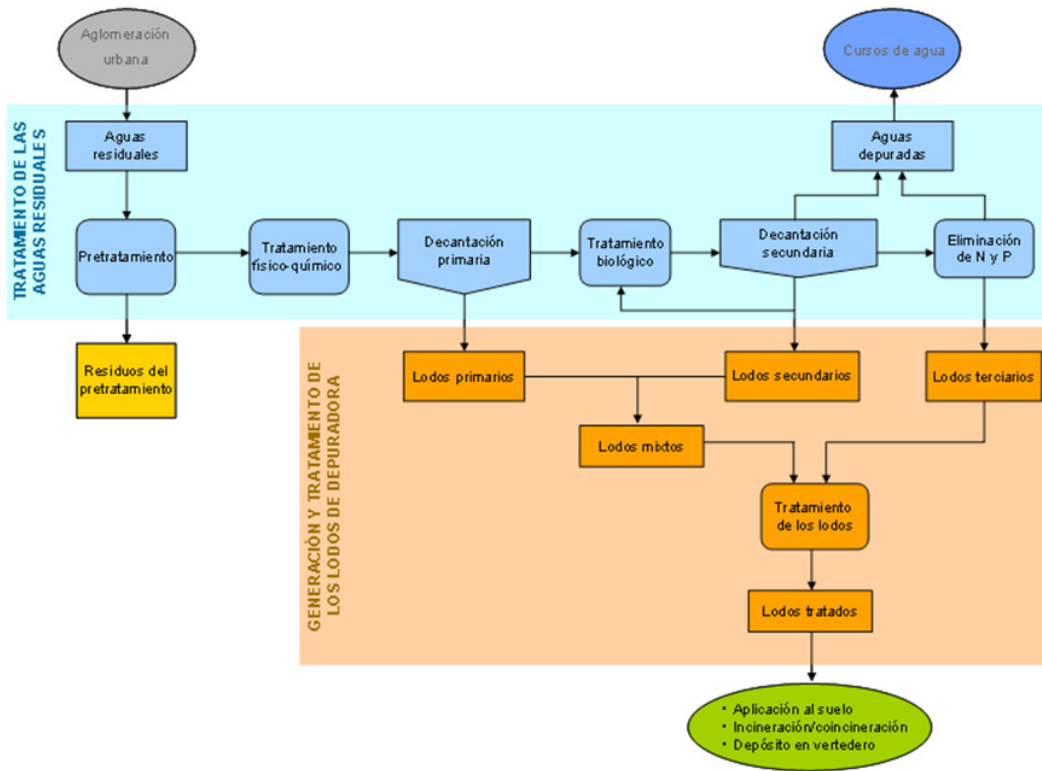 Aglomeración
urbana
Cursos de agua
TRATAMIENTO DE LAS
AGUAS RESIDUALES
Aguas
residuales
Aguas
depuradas
Pretratamiento
Tratamiento
físico-químico
Decantación
primaria
Tratamiento
biológico
Decantación
secundaria
Eliminación
de N y P
Residuos del
pretratamiento
GENERACIÒN Y TRATAMIENTO DE
LOS LODOS DE DEPURADORA
Lodos primarios
Lodos secundarios
Lodos terciarios
Lodos mixtos
Tratamiento
de los lodos
Lodos tratados
• Aplicación al suelo
• Incineración/coincineración
• Depósito en vertedero